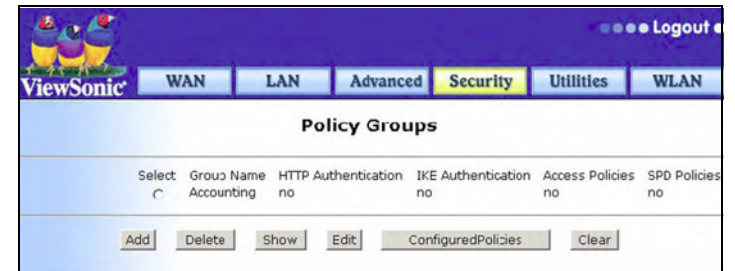 Logout
ViewSonic®
WAN LAN Advanced Security Utilities WLAN
Policy Groups
Select Group Name HTTP Authentication IKE Authentication Access Policies SPD Policies
Accounting no no no no
Add Delete Show Edit ConfiguredPolicies Clear